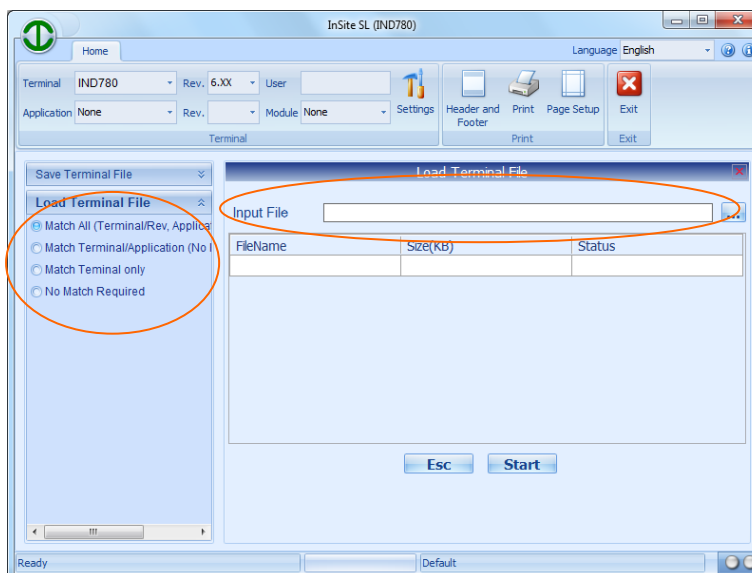 InSite SL (IND780)
Home
Language English
Terminal IND780 Rev. 6.XX User
Application None Rev. Module None
Settings
Header and
Footer
Print
Page Setup
Exit
Terminal
Print
Exit
Save Terminal File
Load Terminal File
Match All (Terminal/Rev, Applica
Match Terminal/Application (No
Match Teminal only
No Match Required
Load Terminal File
Input File
...
FileName Size(KB) Status
Esc Start
Ready Default